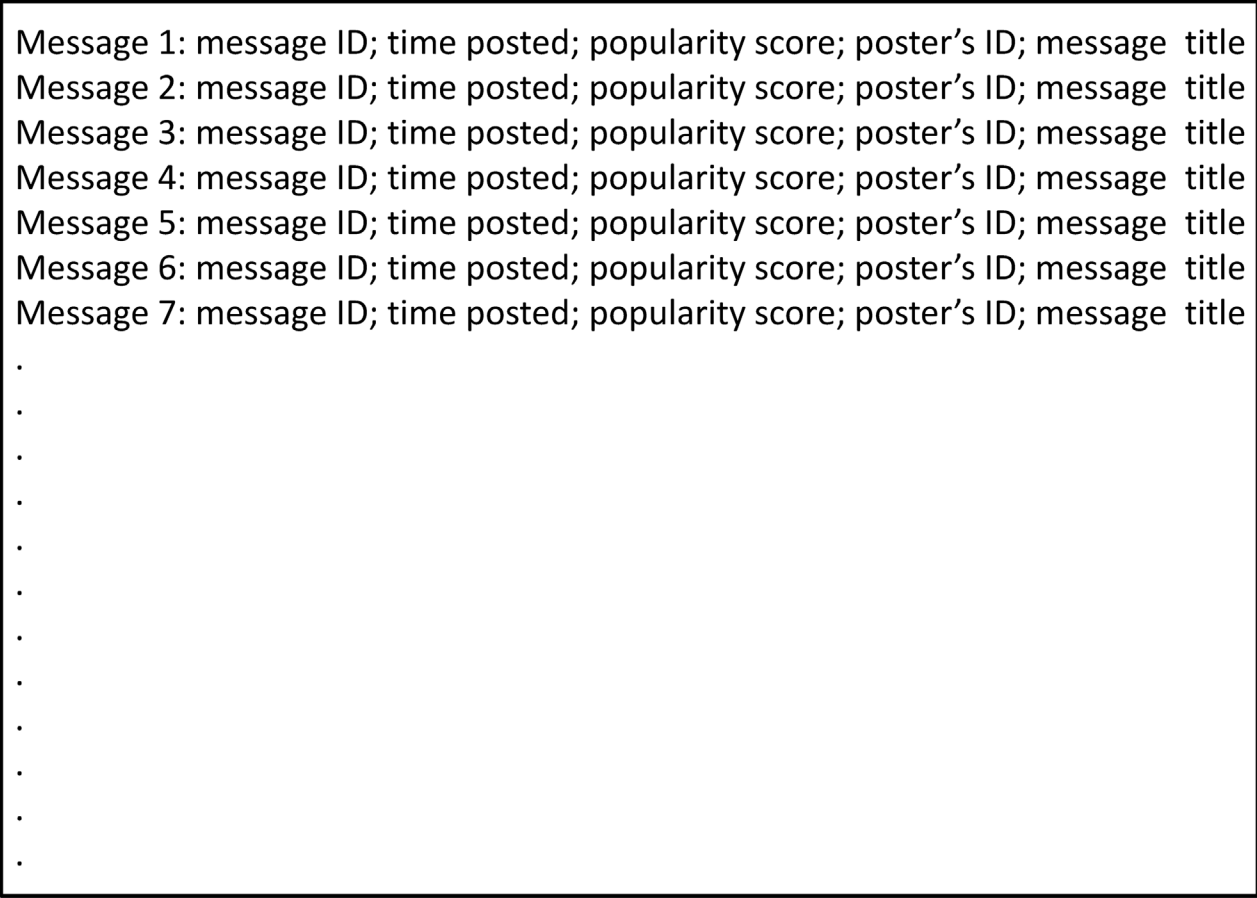 Message 1: message ID; time posted; popularity score; poster’s ID; message  title
Message 2: message ID; time posted; popularity score; poster’s ID; message  title
Message 3: message ID; time posted; popularity score; poster’s ID; message  title
Message 4: message ID; time posted; popularity score; poster’s ID; message  title
Message 5: message ID; time posted; popularity score; poster’s ID; message  title
Message 6: message ID; time posted; popularity score; poster’s ID; message  title
Message 7: message ID; time posted; popularity score; poster’s ID; message  title
.
.
.
.
.
.
.
.
.
.
.
.